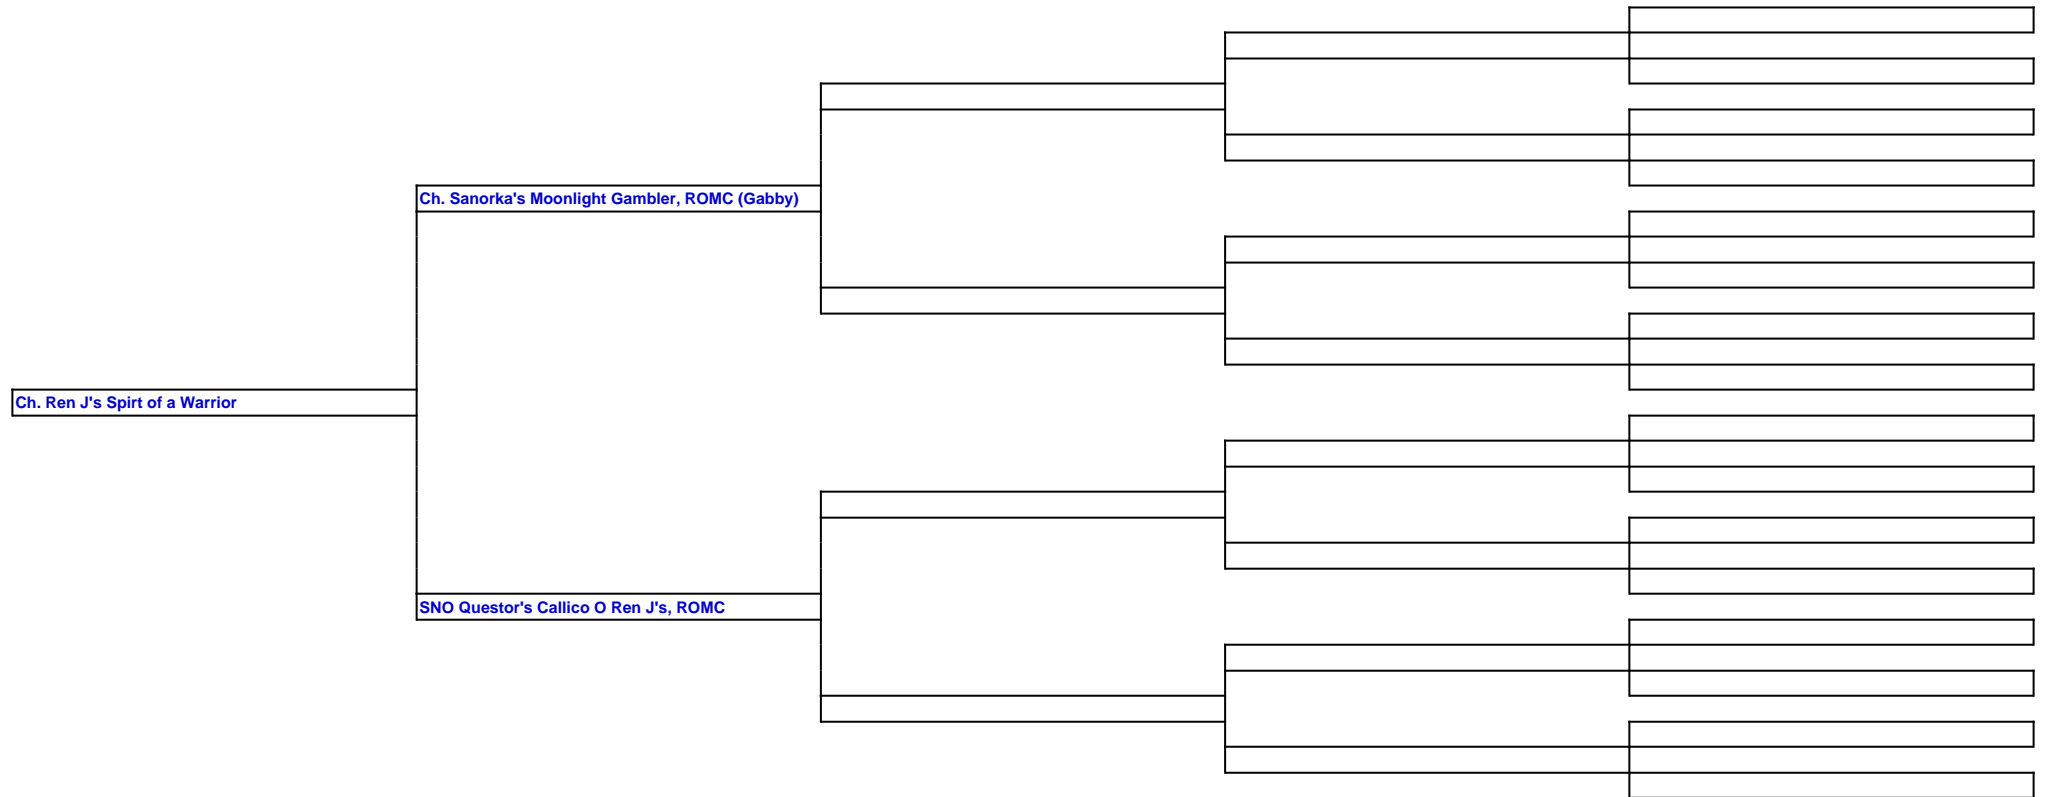 Ch. Sanorka's Moonlight Gambler, ROMC (Gabby)
Ch. Ren J's Spirt of a Warrior
SNO Questor's Callico O Ren J's, ROMC